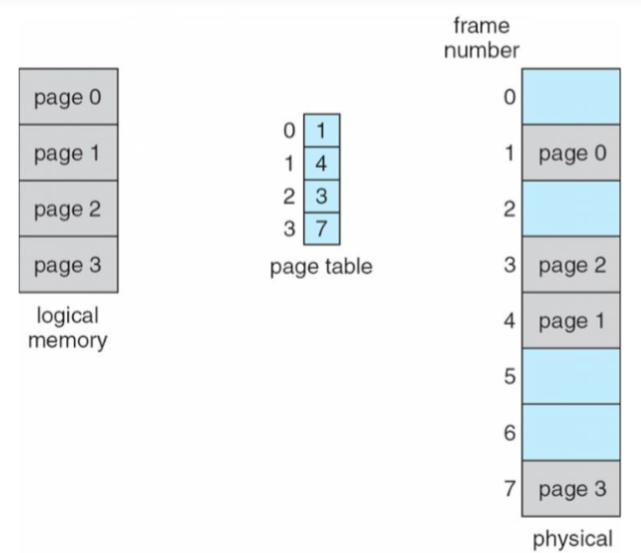 page 0
page 1
page 2
page 3
logical
memory
0 1
1 4
2 3
3 7
page table
frame
number
0
1 page 0
2
3 page 2
4 page 1
5
6
7 page 3
physical